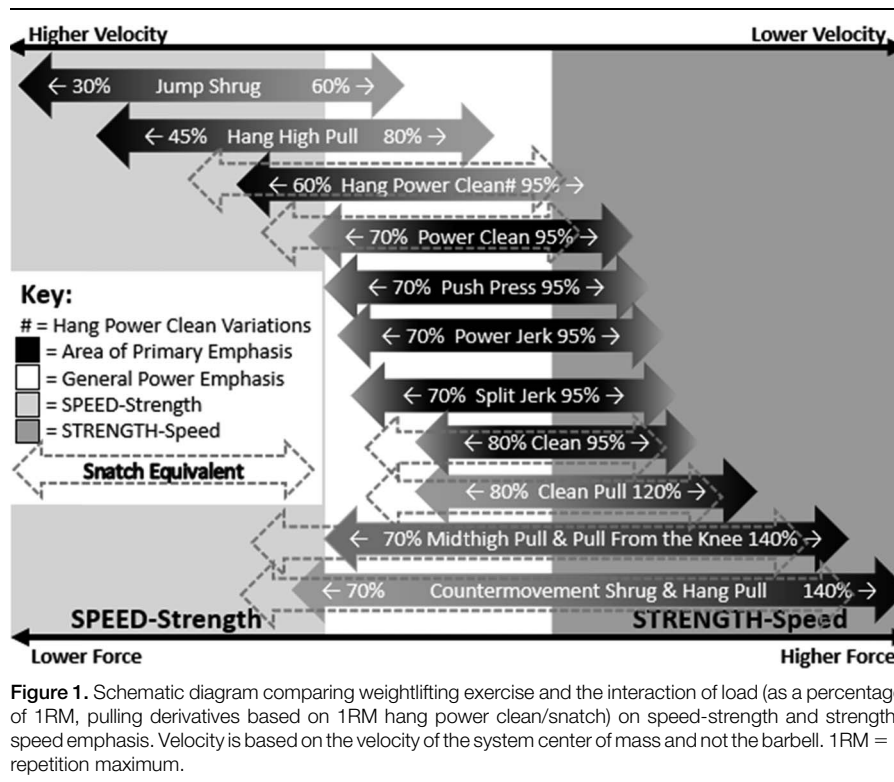 Higher Velocity Lower Velocity
← 30% Jump Shrug 60% →
← 45% Hang High Pull 80% →
← 60% Hang Power Clean# 95% →
← 70% Power Clean 95% →
← 70% Push Press 95% →
← 70% Power Jerk 95% →
← 70% Split Jerk 95% →
← 80% Clean 95% →
← 80% Clean Pull 120% →
← 70% Midthigh Pull & Pull From the Knee 140% →
← 70% Countermovement Shrug & Hang Pull 140% →
Key:
# = Hang Power Clean Variations
= Area of Primary Emphasis
= General Power Emphasis
= SPEED-Strength
= STRENGTH-Speed
Snatch Equivalent
SPEED-Strength STRENGTH-Speed
Lower Force Higher Force
Figure 1. Schematic diagram comparing weightlifting exercise and the interaction of load (as a percentage
of 1RM, pulling derivatives based on 1RM hang power clean/snatch) on speed-strength and strength
speed emphasis. Velocity is based on the velocity of the system center of mass and not the barbell. 1RM =
repetition maximum.